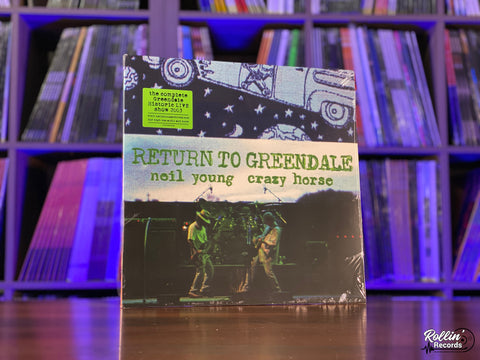 the complete
Greendale
Historic LIVE
show 2003
RETURN TO GREENDALE
neil young crazy horse
Rollin'
Records